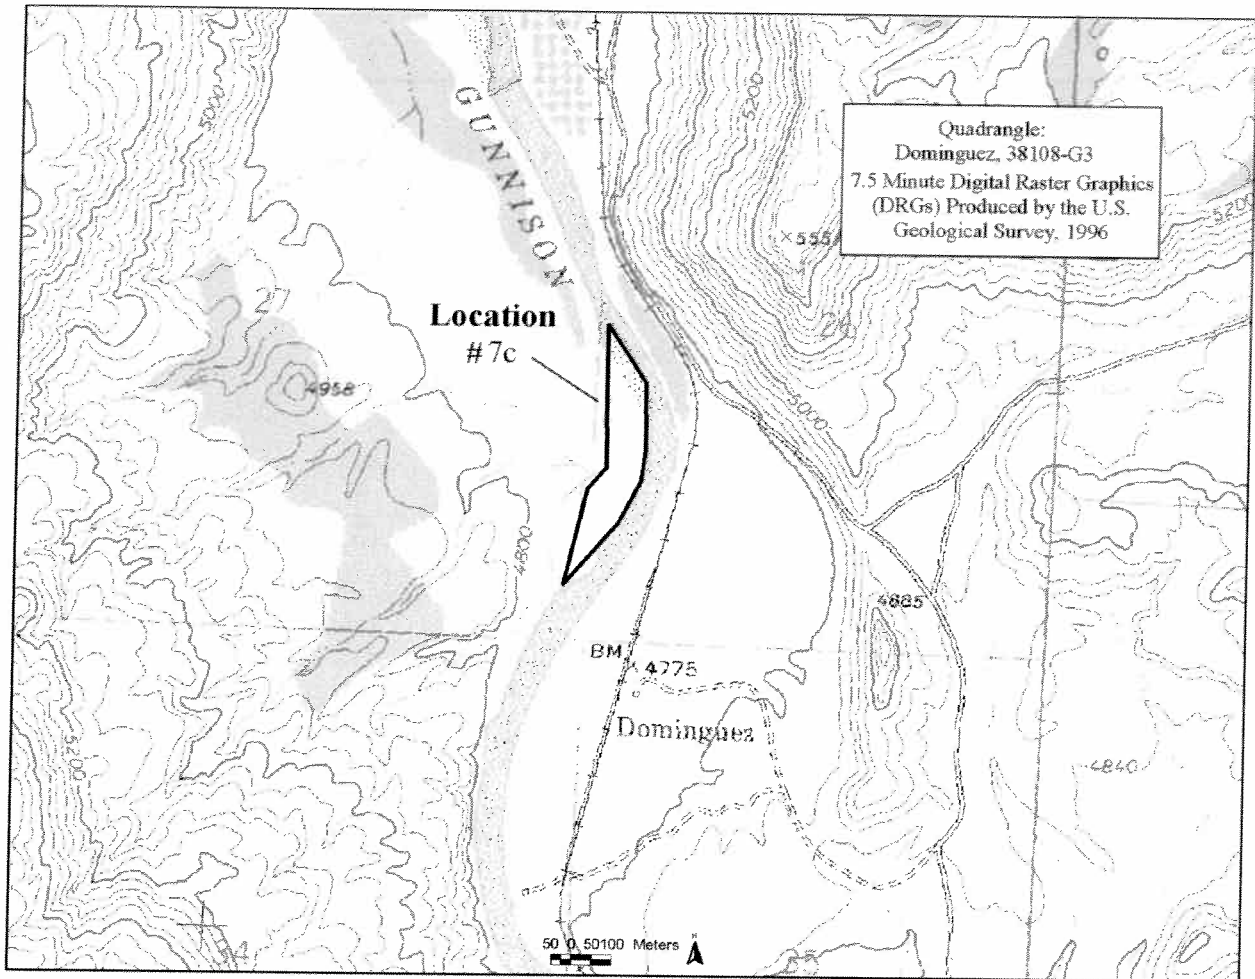 5000
GUNNISON
5200
Quadrangle:
Dominguez, 38108-G3
7.5 Minute Digital Raster Graphics
(DRGs) Produced by the U.S.
Geological Survey, 1996
5200
Location
# 7c
4958
5000
4800
4885
BM
4775
Dominguez
5200
4840
50 0 50100 Meters
N